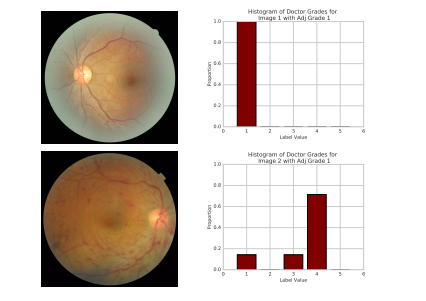 Histogram of Doctor Grades for
Image 1 with Adj Grade 1
1.0
0.8
0.6
0.4
0.2
0.0
Proportion
0 1 2 3 4 5 6
Label Value
Histogram of Doctor Grades for
Image 2 with Adj Grade 1
1.0
0.8
0.6
0.4
0.2
0.0
Proportion
0 1 2 3 4 5 6
Label Value